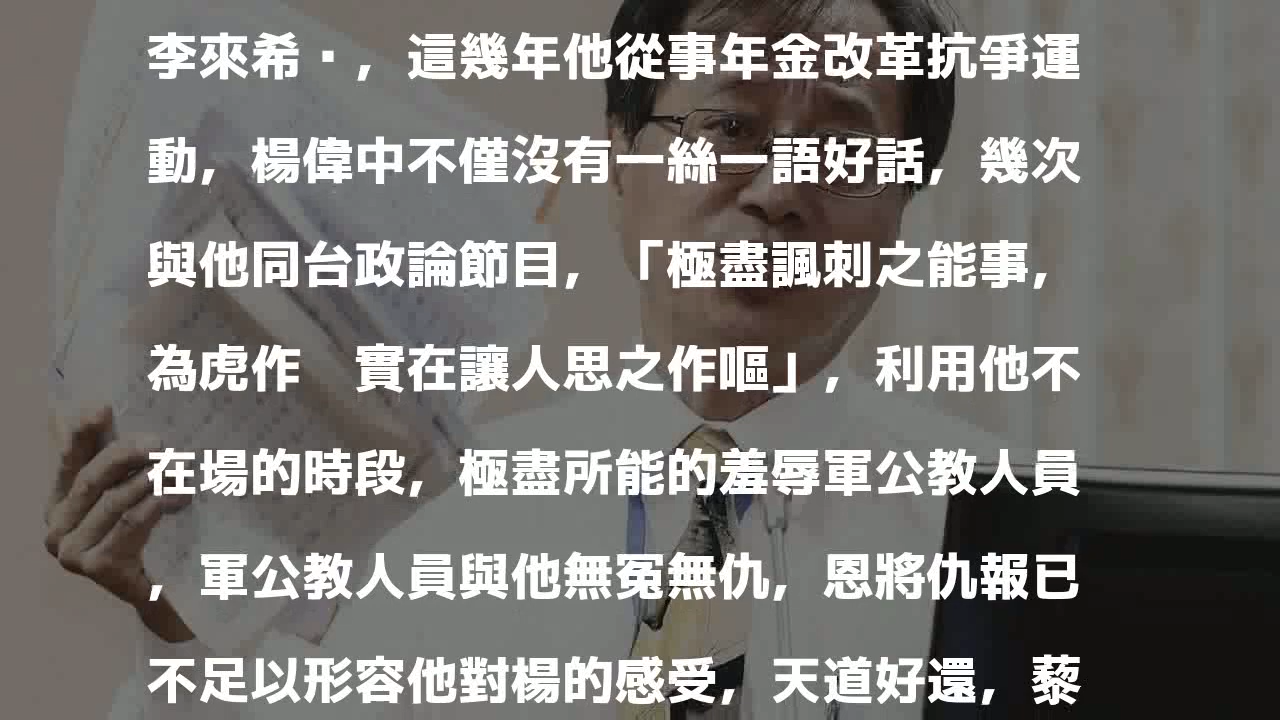 李來希·，這幾年他從事年金改革抗爭運
動，楊偉中不僅沒有一絲一語好話，幾次
與他同台政論節目，「極盡諷刺之能事，
為虎作　實在讓人思之作嘔」，利用他不
在場的時段，極盡所能的羞辱軍公教人員
，軍公教人員與他無冤無仇，恩將仇報已
不足以形容他對楊的感受，天道好還，藜